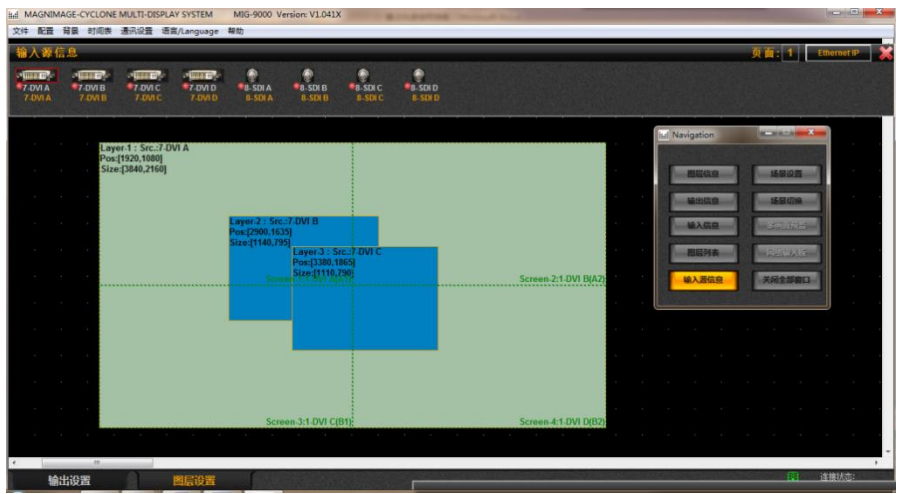 MAGNIMAGE-CYCLONE MULTI-DISPLAY SYSTEM MIG-9000 Version: V1.041X
文件 配置 背景 时间表 通讯设置 语言/Language 帮助
输入源信息 页面: 1 Ethernet IP
7-DVI A 7-DVI B 7-DVI C 7-DVI D 8-SDI A 8-SDI B 8-SDI C 8-SDI D
7-DVI A 7-DVI B 7-DVI C 7-DVI D 8-SDI A 8-SDI B 8-SDI C 8-SDI D
Layer-1 : Src.:7-DVI A
Pos:[1920,1080]
Size:[3840,2160]
Layer-2 : Src.:7-DVI B
Pos:[2900,1635]
Size:[1140,795]
Layer-3 : Src.:7-DVI C
Pos:[3380,1865]
Size:[1110,790]
Screen-2:1-DVI B(A2)
Screen-3:1-DVI C(B1)
Screen-4:1-DVI D(B2)
Navigation
图层信息 场景设置
输出信息 场景切换
输入信息
图层列表
输入源信息 关闭全部窗口
输出设置 图层设置 连接状态: